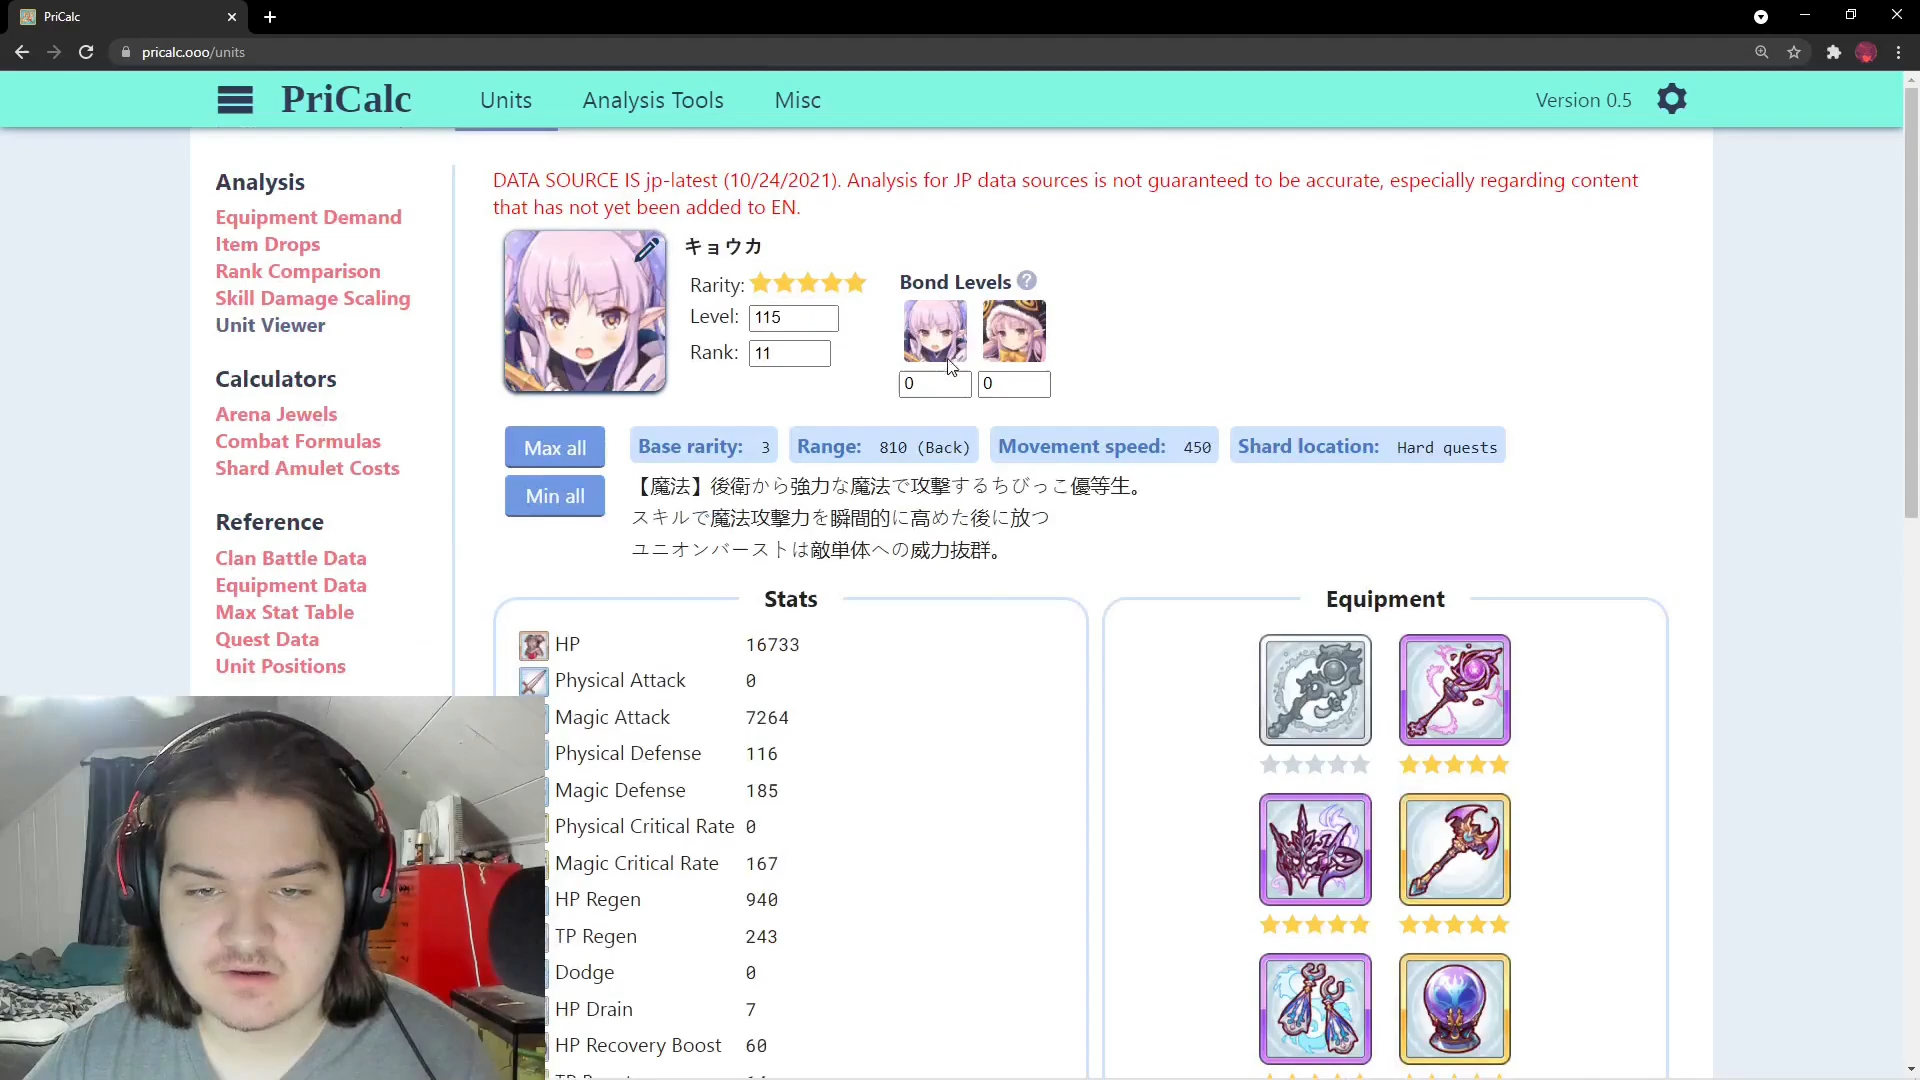 PriCalc
pricalc.ooo/units
PriCalc
Units
Analysis Tools
Misc
Version 0.5
Analysis
Equipment Demand
Item Drops
Rank Comparison
Skill Damage Scaling
Unit Viewer
Calculators
Arena Jewels
Combat Formulas
Shard Amulet Costs
Reference
Clan Battle Data
Equipment Data
Max Stat Table
Quest Data
Unit Positions
DATA SOURCE IS jp-latest (10/24/2021). Analysis for JP data sources is not guaranteed to be accurate, especially regarding content
that has not yet been added to EN.
キョウカ
Rarity:
Level: 115
Rank: 11
Bond Levels ?
0 0
Max all
Min all
Base rarity: 3
Range: 810 (Back)
Movement speed: 450
Shard location: Hard quests
【魔法】後衛から強力な魔法で攻撃するちびっこ優等生。
スキルで魔法攻撃力を瞬間的に高めた後に放つ
ユニオンバーストは敵単体への威力抜群。
Stats
HP 16733
Physical Attack 0
Magic Attack 7264
Physical Defense 116
Magic Defense 185
Physical Critical Rate 0
Magic Critical Rate 167
HP Regen 940
TP Regen 243
Dodge 0
HP Drain 7
HP Recovery Boost 60
Equipment